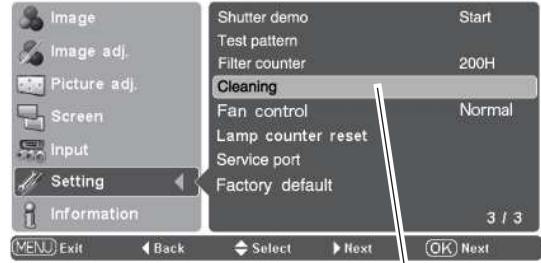 Image
Image adj.
Picture adj.
Screen
Input
Setting
Information
Shutter demo Start
Test pattern
Filter counter 200H
Cleaning
Fan control Normal
Lamp counter reset
Service port
Factory default
3 / 3
MENU Exit Back Select Next OK Next